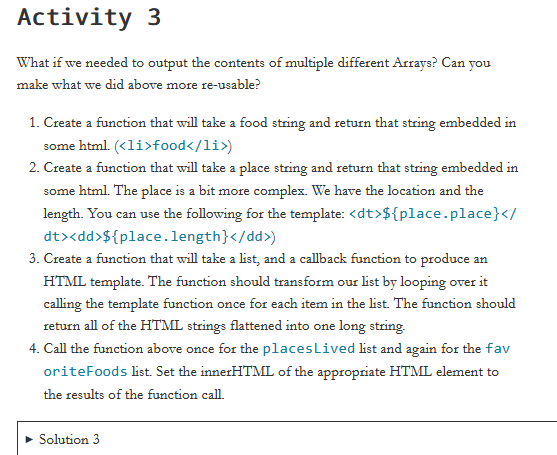 Activity 3
What if we needed to output the contents of multiple different Arrays? Can you
make what we did above more re-usable?
1. Create a function that will take a food string and return that string embedded in
some html. (<li>food</li>)
2. Create a function that will take a place string and return that string embedded in
some html. The place is a bit more complex. We have the location and the
length. You can use the following for the template: <dt>${place.place}</
dt><dd>${place.length}</dd>)
3. Create a function that will take a list, and a callback function to produce an
HTML template. The function should transform our list by looping over it
calling the template function once for each item in the list. The function should
return all of the HTML strings flattened into one long string.
4. Call the function above once for the placesLived list and again for the fav
oriteFoods list. Set the innerHTML of the appropriate HTML element to
the results of the function call.
▶ Solution 3